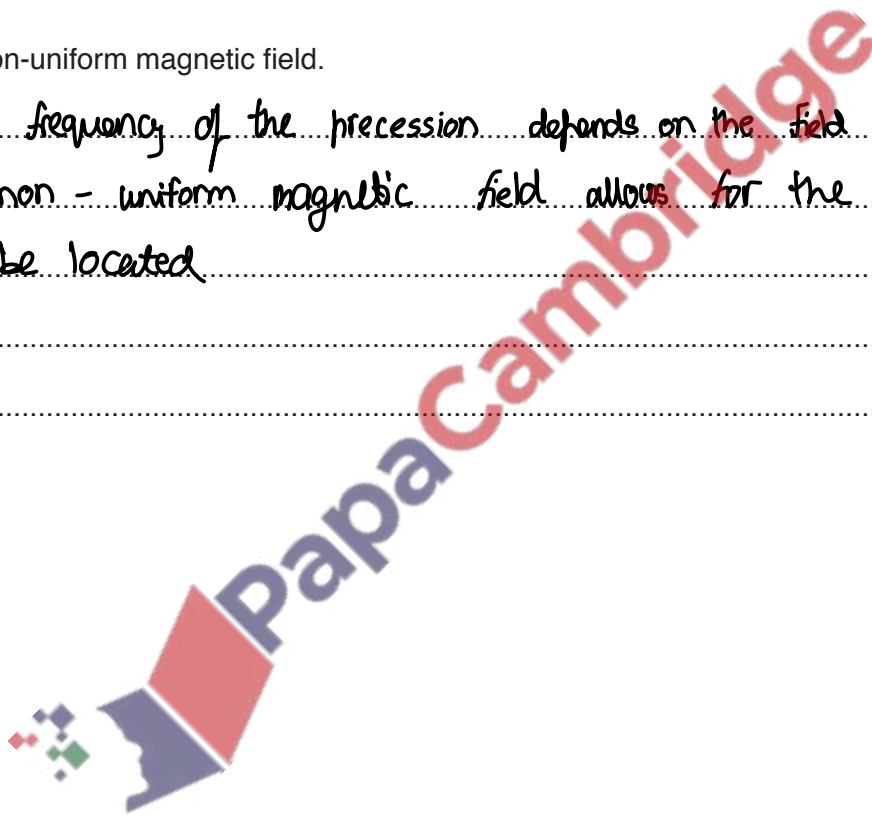 on-uniform magnetic field.
frequency of the precession depends on the field
non - uniform magnetic field allows for the
be located
PapaCambridge